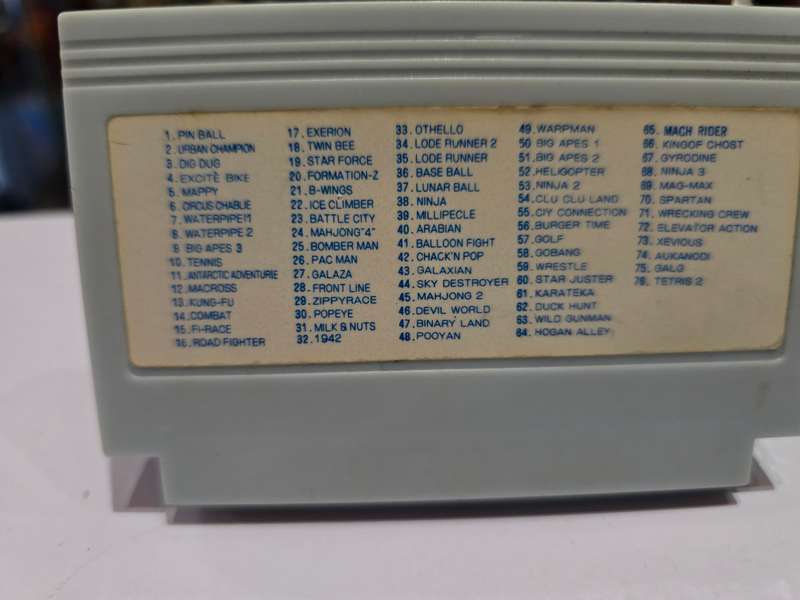 1. PIN BALL
2. URBAN CHAMPION
3. DIG DUG
4. EXCITE BIKE
5. MAPPY
6. CIRCUS CHABLIE
7. WATERPIPE11
8. WATERPIPE 2
9. BIG APES 3
10. TENNIS
11. ANTARCTIC ADVENTURIE
12. MACROSS
13. KUNG-FU
14. COMBAT
15. FI-RACE
16. ROAD FIGHTER
17. EXERION
18. TWIN BEE
19. STAR FORCE
20. FORMATION-Z
21. B-WINGS
22. ICE CLIMBER
23. BATTLE CITY
24. MAHJONG"4"
25. BOMBER MAN
26. PAC MAN
27. GALAZA
28. FRONT LINE
29. ZIPPYRACE
30. POPEYE
31. MILK & NUTS
32. 1942
33. OTHELLO
34. LODE RUNNER 2
35. LODE RUNNER
36. BASE BALL
37. LUNAR BALL
38. NINJA
39. MILLIPECLE
40. ARABIAN
41. BALLOON FIGHT
42. CHACK'N POP
43. GALAXIAN
44. SKY DESTROYER
45. MAHJONG 2
46. DEVIL WORLD
47. BINARY LAND
48. POOYAN
49. WARPMAN
50. BIG APES 1
51. BIG APES 2
52. HELIGOPTER
53. NINJA 2
54. CLU CLU LAND
55. CIY CONNECTION
56. BURGER TIME
57. GOLF
58. GOBANG
59. WRESTLE
60. STAR JUSTER
61. KARATEKA
62. DUCK HUNT
63. WILD GUNMAN
64. HOGAN ALLEY
65. MACH RIDER
66. KINGOF CHOST
67. GYRODINE
68. NINJA 3
69. MAG-MAX
70. SPARTAN
71. WRECKING CREW
72. ELEVATOR ACTION
73. XEVIOUS
74. AUKANODI
75. GALG
76. TETRIS 2